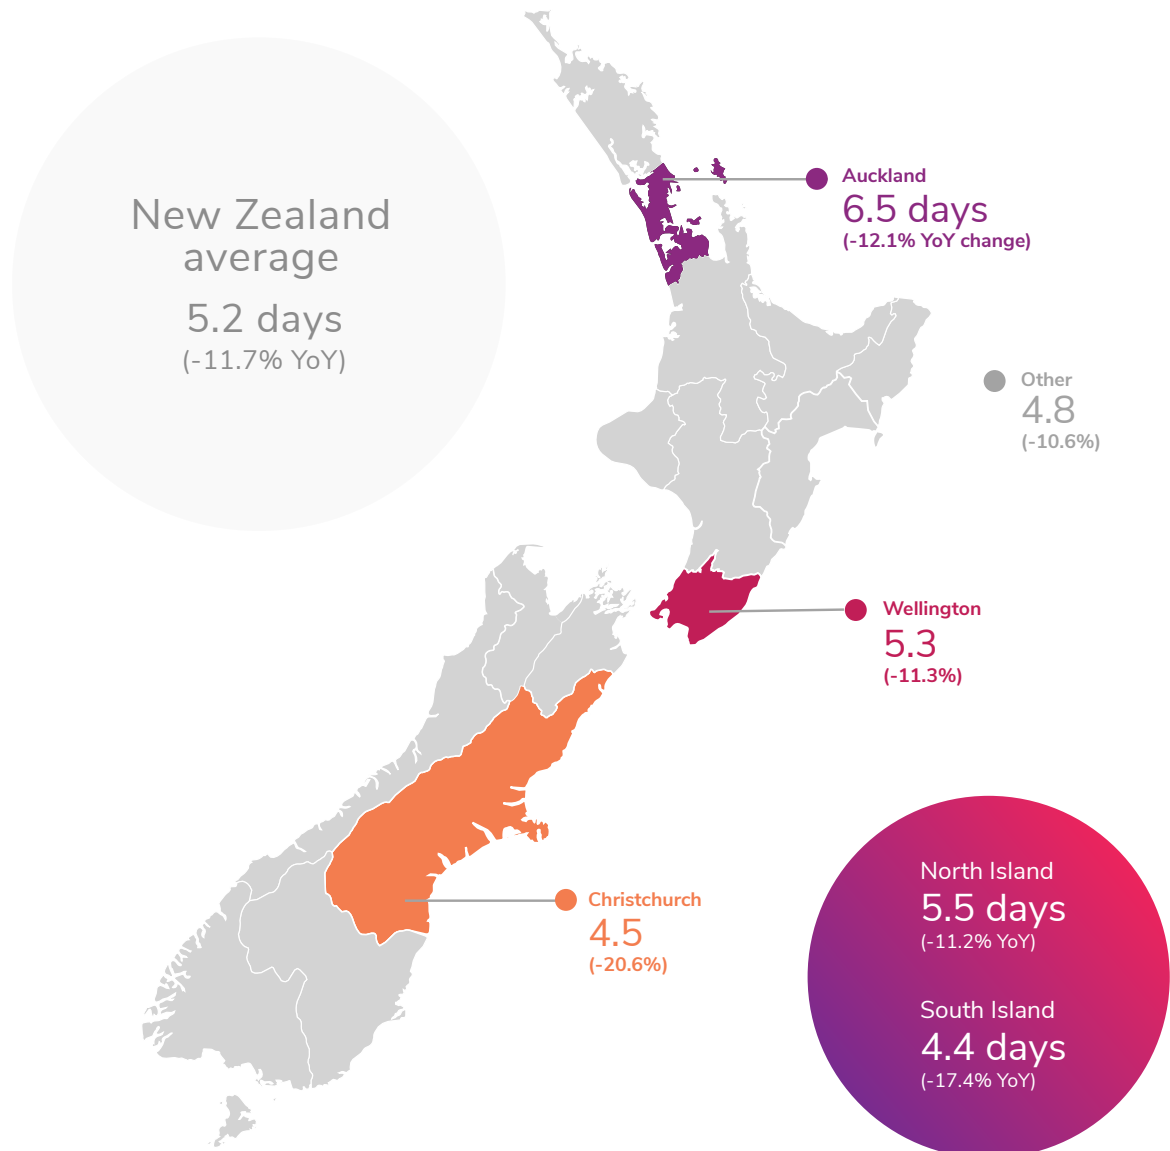 New Zealand
average
5.2 days
(-11.7% YoY)
Auckland
6.5 days
(-12.1% YoY change)
Other
4.8
(-10.6%)
Wellington
5.3
(-11.3%)
Christchurch
4.5
(-20.6%)
North Island
5.5 days
(-11.2% YoY)
South Island
4.4 days
(-17.4% YoY)